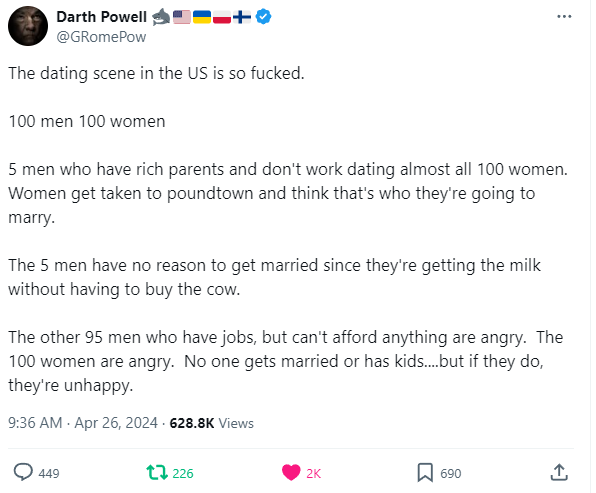 Darth Powell
@GRomePow
The dating scene in the US is so fucked.
100 men 100 women
5 men who have rich parents and don't work dating almost all 100 women.
Women get taken to poundtown and think that's who they're going to
marry.
The 5 men have no reason to get married since they're getting the milk
without having to buy the cow.
The other 95 men who have jobs, but can't afford anything are angry.  The
100 women are angry.  No one gets married or has kids....but if they do,
they're unhappy.
9:36 AM · Apr 26, 2024 · 628.8K Views
449 226 2K 690